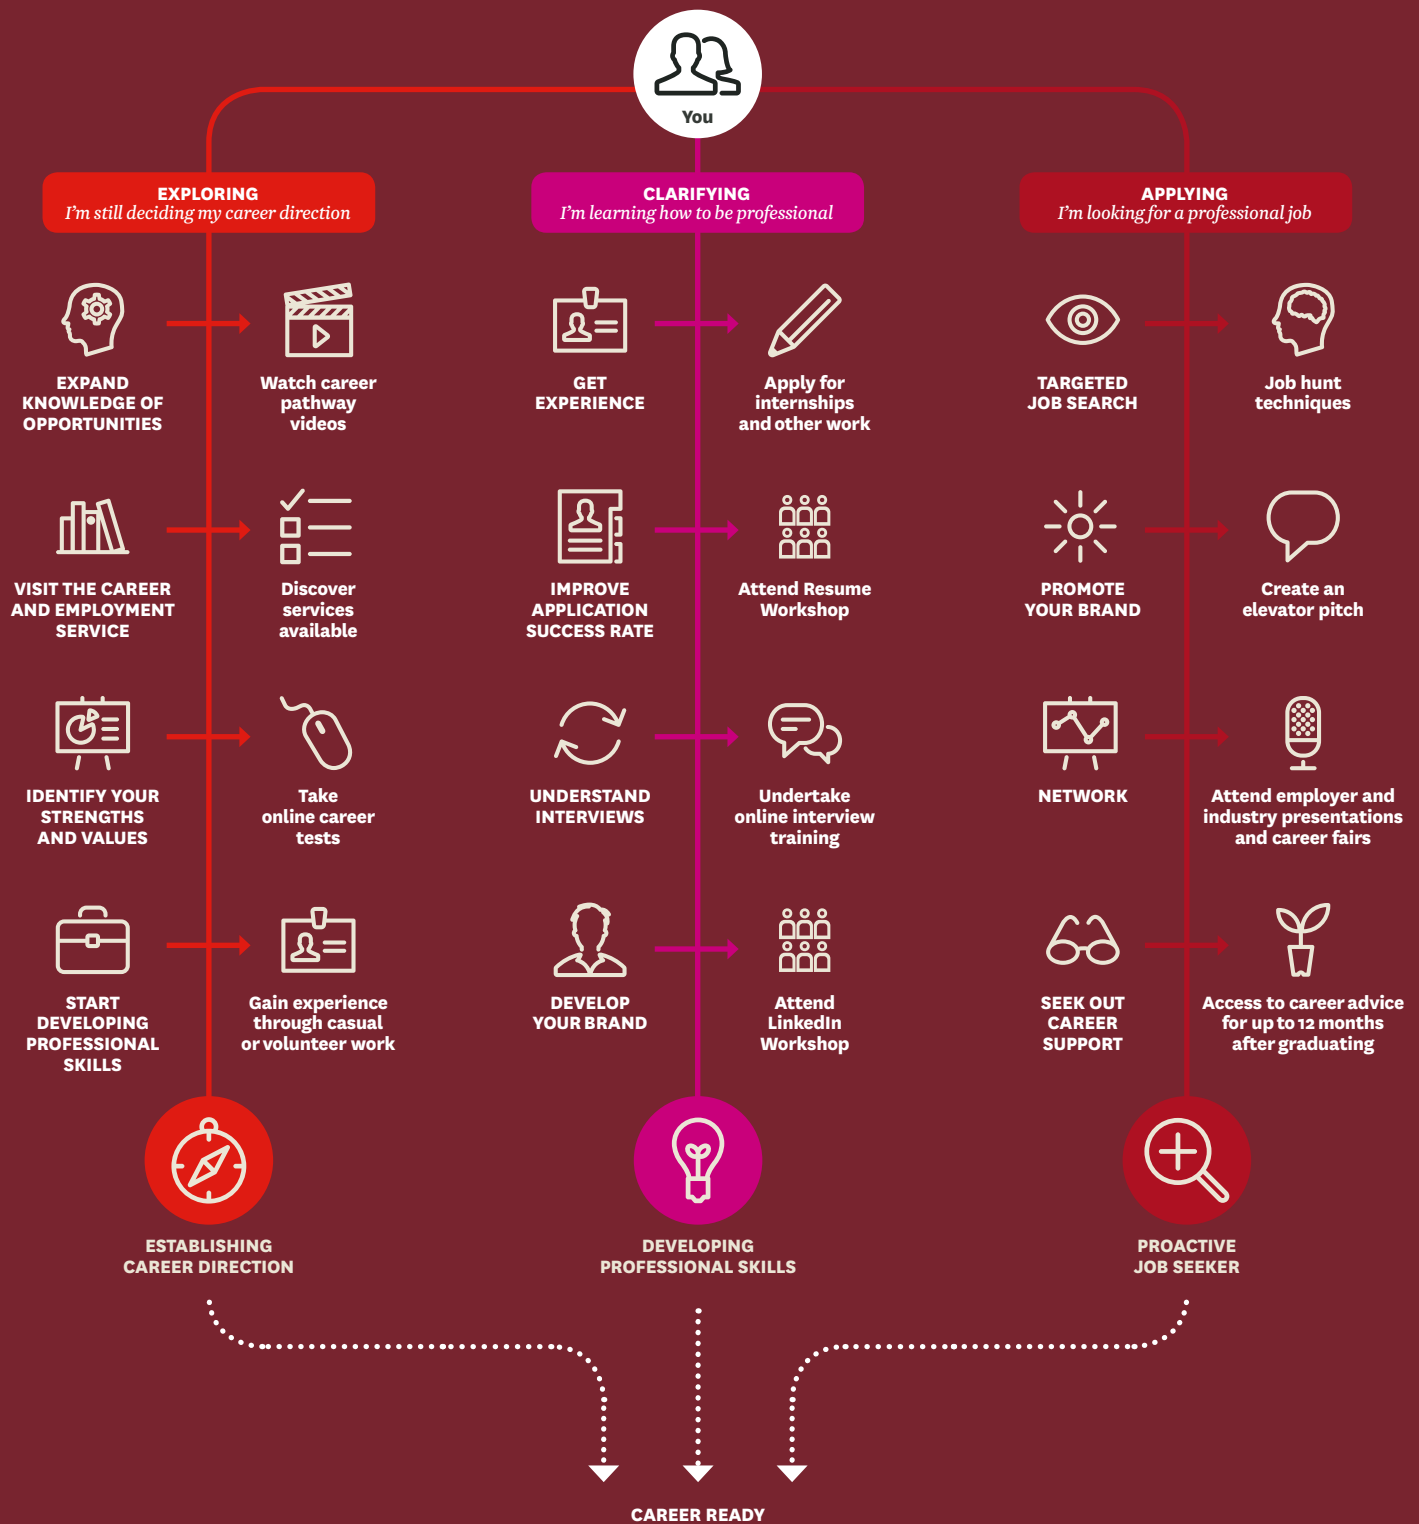 You
EXPLORING
I'm still deciding my career direction
EXPAND
KNOWLEDGE OF
OPPORTUNITIES
Watch career
pathway
videos
VISIT THE CAREER
AND EMPLOYMENT
SERVICE
Discover
services
available
IDENTIFY YOUR
STRENGTHS
AND VALUES
Take
online career
tests
START
DEVELOPING
PROFESSIONAL
SKILLS
Gain experience
through casual
or volunteer work
ESTABLISHING
CAREER DIRECTION
CLARIFYING
I'm learning how to be professional
GET
EXPERIENCE
Apply for
internships
and other work
IMPROVE
APPLICATION
SUCCESS RATE
Attend Resume
Workshop
UNDERSTAND
INTERVIEWS
Undertake
online interview
training
DEVELOP
YOUR BRAND
Attend
LinkedIn
Workshop
DEVELOPING
PROFESSIONAL SKILLS
APPLYING
I'm looking for a professional job
TARGETED
JOB SEARCH
Job hunt
techniques
PROMOTE
YOUR BRAND
Create an
elevator pitch
NETWORK
Attend employer and
industry presentations
and career fairs
SEEK OUT
CAREER
SUPPORT
Access to career advice
for up to 12 months
after graduating
PROACTIVE
JOB SEEKER
CAREER READY